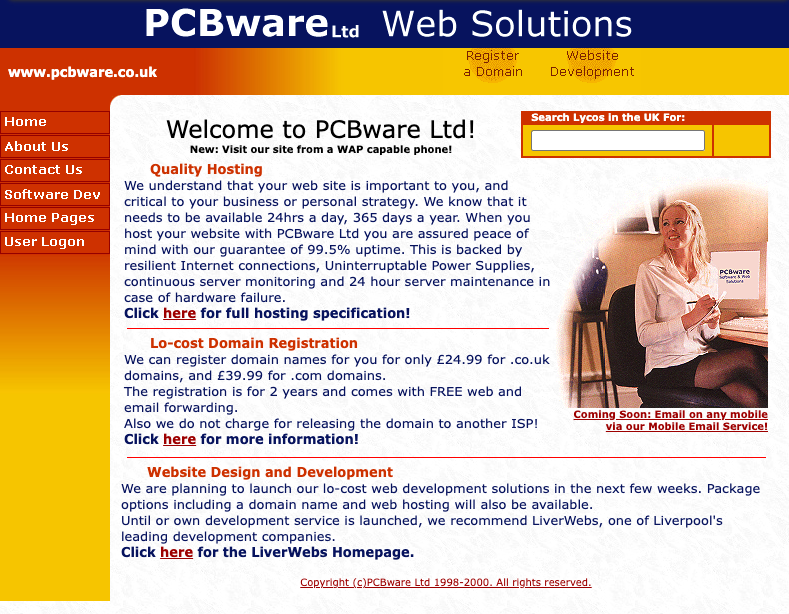 PCBware Ltd Web Solutions
www.pcbware.co.uk
Register
a Domain
Website
Development
Home
About Us
Contact Us
Software Dev
Home Pages
User Logon
Welcome to PCBware Ltd!
New: Visit our site from a WAP capable phone!
Search Lycos in the UK For:
Quality Hosting
We understand that your web site is important to you, and
critical to your business or personal strategy. We know that it
needs to be available 24hrs a day, 365 days a year. When you
host your website with PCBware Ltd you are assured peace of
mind with our guarantee of 99.5% uptime. This is backed by
resilient Internet connections, Uninterruptable Power Supplies,
continuous server monitoring and 24 hour server maintenance in
case of hardware failure.
Click here for full hosting specification!
PCBware
Software & Web
Solutions
Coming Soon: Email on any mobile
via our Mobile Email Service!
Lo-cost Domain Registration
We can register domain names for you for only £24.99 for .co.uk
domains, and £39.99 for .com domains.
The registration is for 2 years and comes with FREE web and
email forwarding.
Also we do not charge for releasing the domain to another ISP!
Click here for more information!
Website Design and Development
We are planning to launch our lo-cost web development solutions in the next few weeks. Package
options including a domain name and web hosting will also be available.
Until or own development service is launched, we recommend LiverWebs, one of Liverpool's
leading development companies.
Click here for the LiverWebs Homepage.
Copyright (c)PCBware Ltd 1998-2000. All rights reserved.